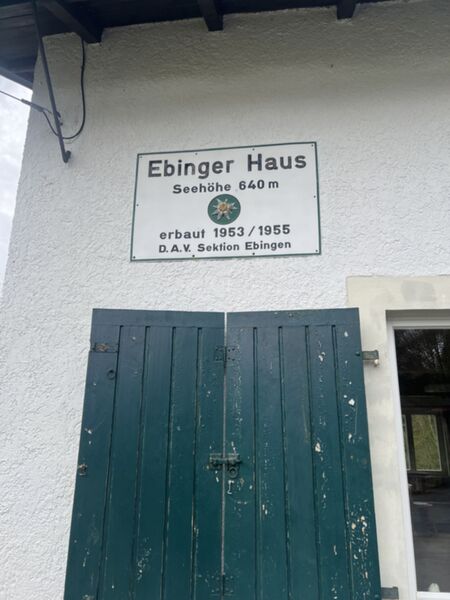 Ebinger Haus
Seehöhe 640 m
erbaut 1953/1955
D.A.V. Sektion Ebingen